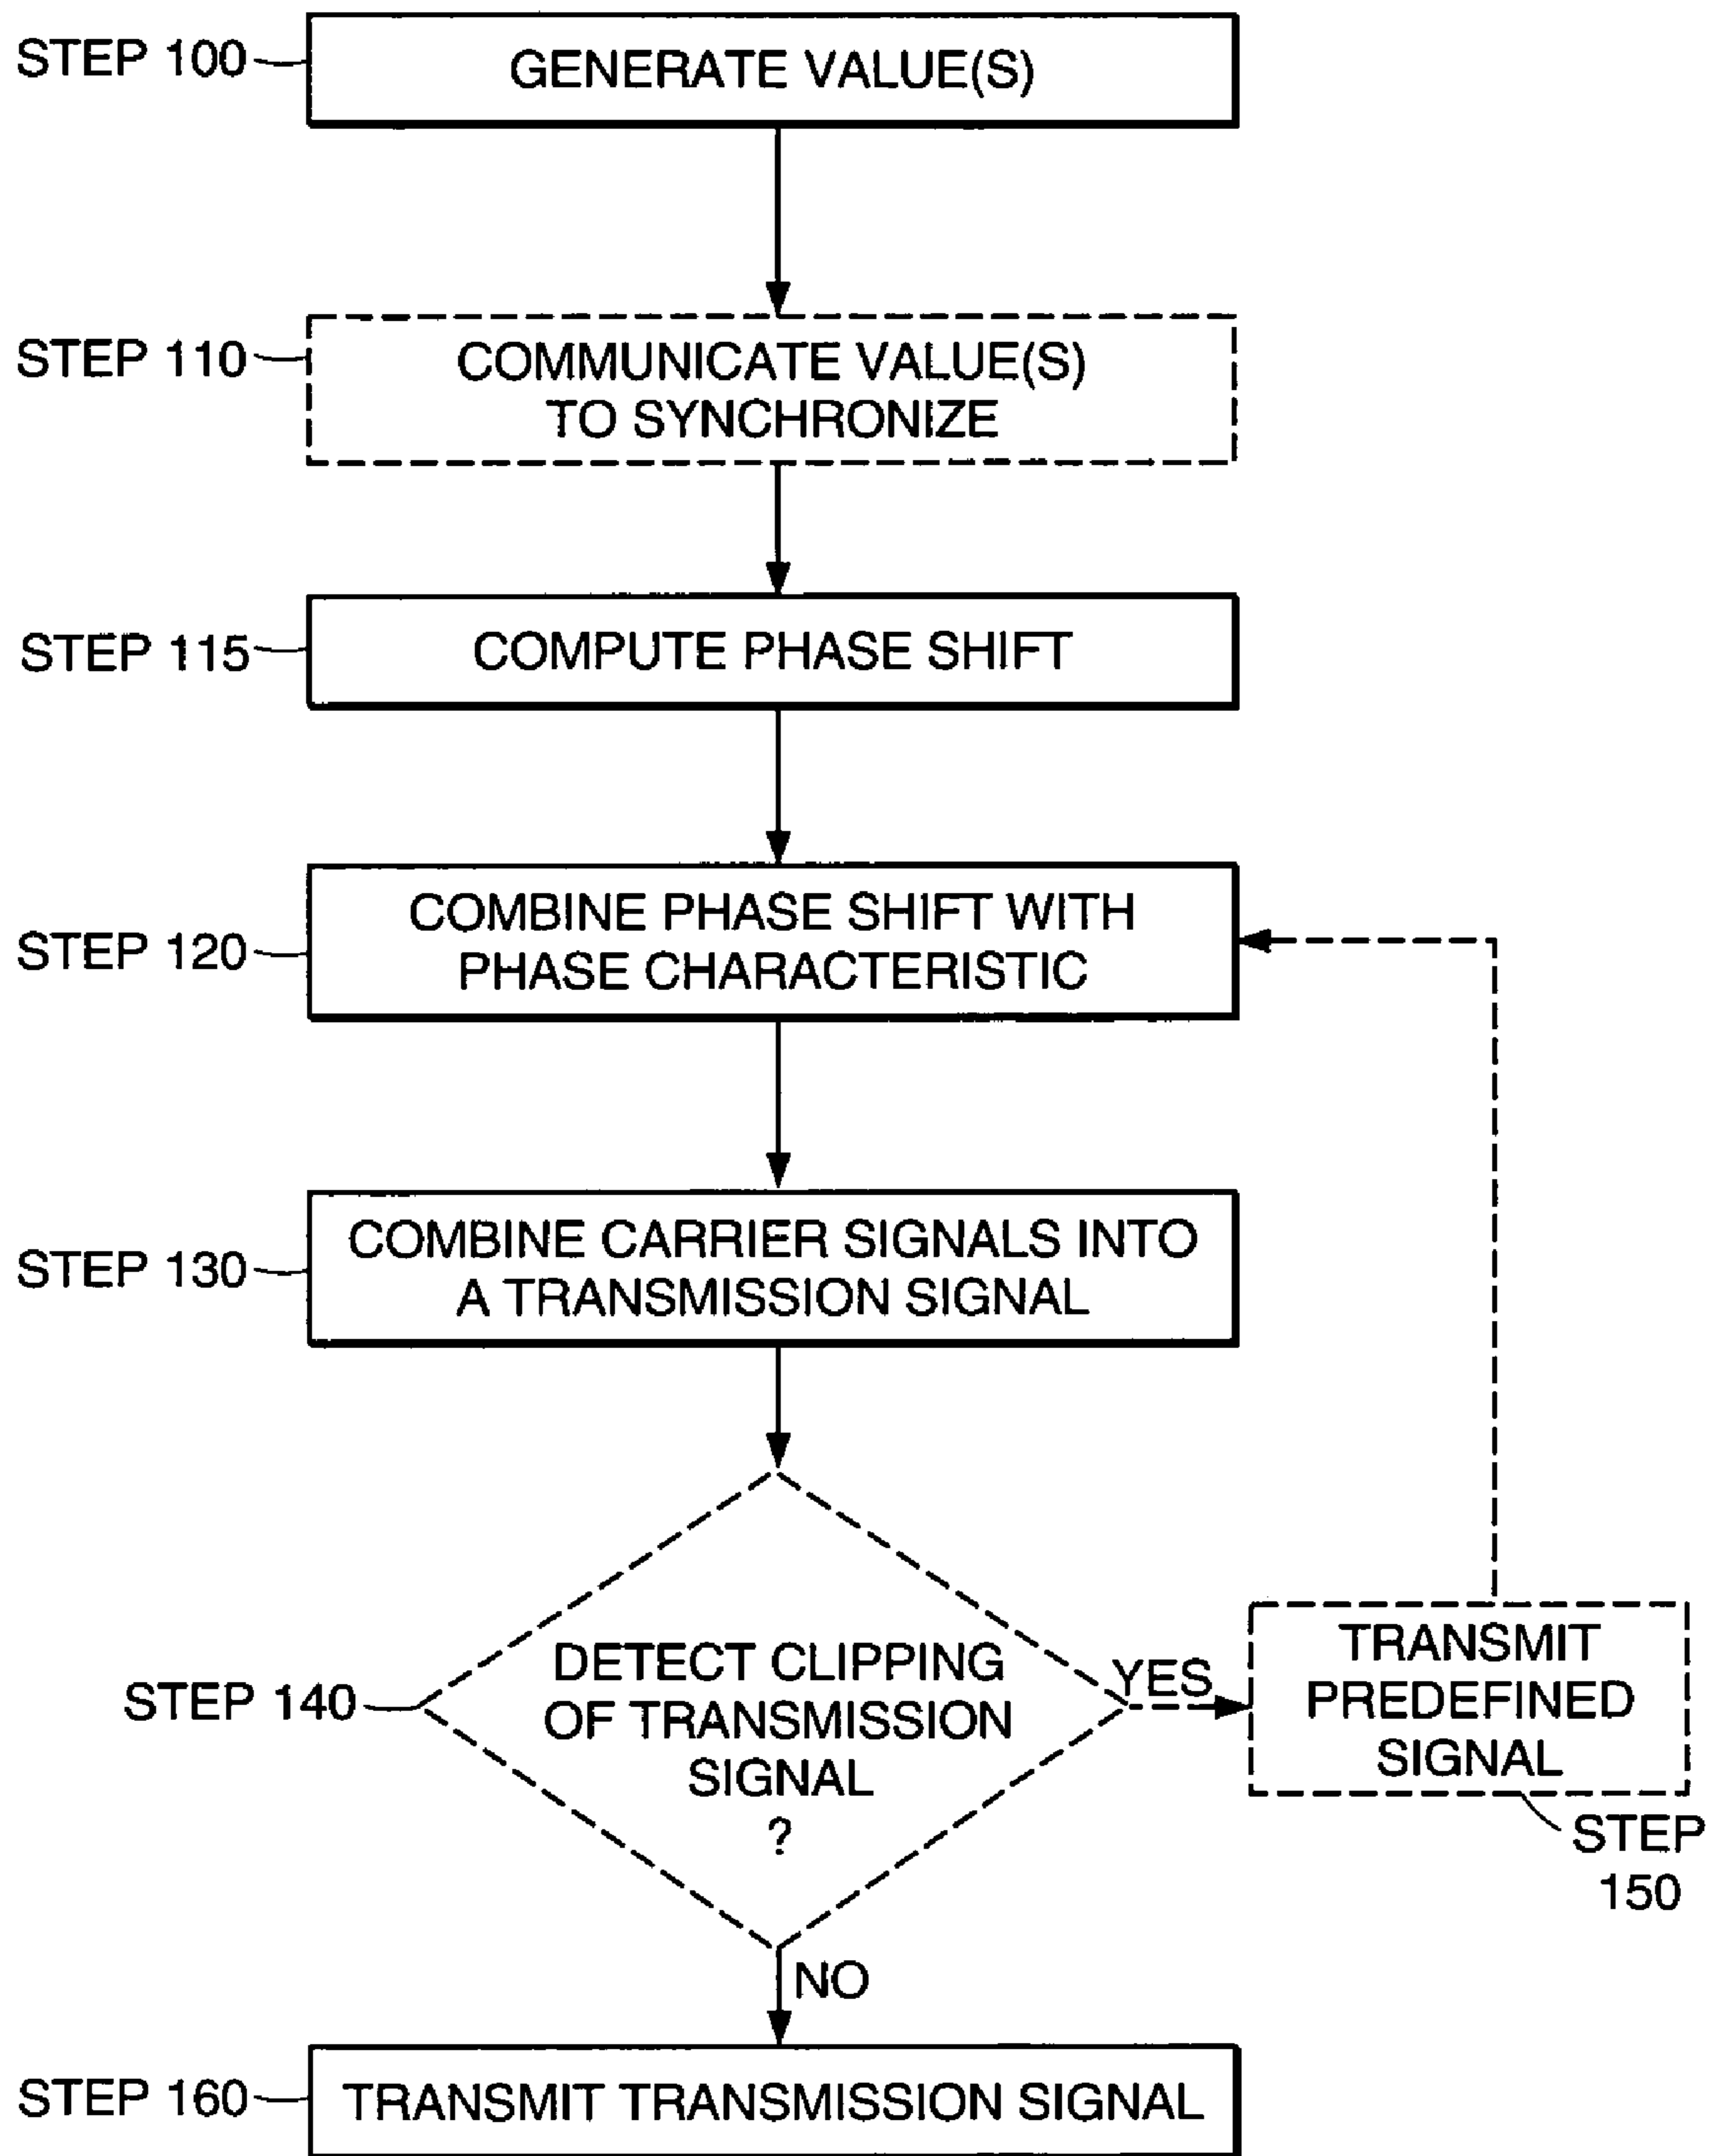 STEP 100
GENERATE VALUE(S)
STEP 110
COMMUNICATE VALUE(S)
TO SYNCHRONIZE
STEP 115
COMPUTE PHASE SHIFT
STEP 120
COMBINE PHASE SHIFT WITH
PHASE CHARACTERISTIC
STEP 130
COMBINE CARRIER SIGNALS INTO
A TRANSMISSION SIGNAL
STEP 140
DETECT CLIPPING
OF TRANSMISSION
SIGNAL
?
YES
TRANSMIT
PREDEFINED
SIGNAL
STEP
150
NO
STEP 160
TRANSMIT TRANSMISSION SIGNAL